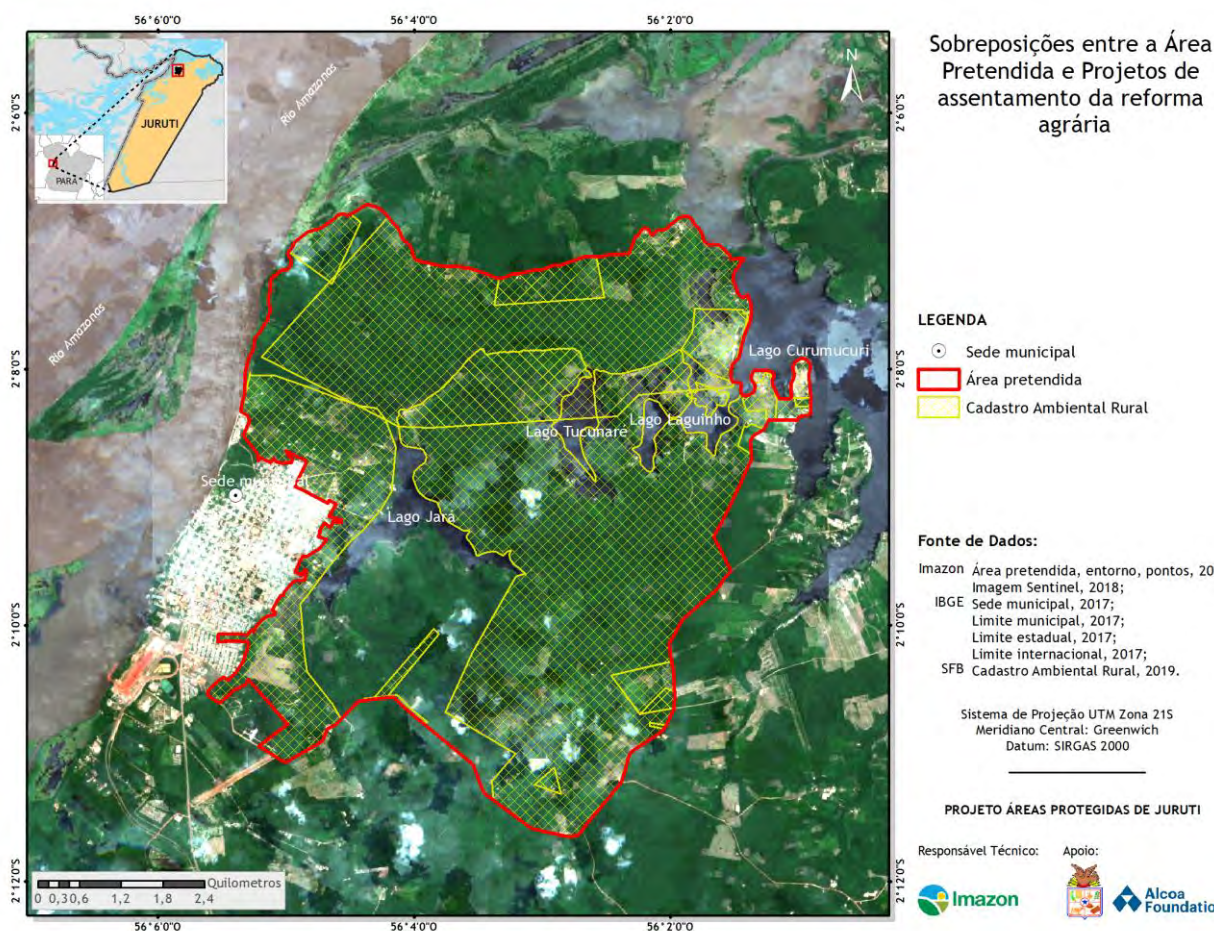 56°6'0"O 56°4'0"O 56°2'0"O
Sobreposições entre a Área
Pretendida e Projetos de
assentamento da reforma
agrária
JURUTI
PARÁ
Rio Amazonas
N
2°6'0"S 2°6'0"S
Rio Amazonas
2°8'0"S 2°8'0"S
Lago Curumucuri
Lago Laguinho
Lago Tucunaré
Sede municipal
Lago Jará
2°10'0"S 2°10'0"S
2°12'0"S 2°12'0"S
Quilometros
0 0,3 0,6 1,2 1,8 2,4
56°6'0"O 56°4'0"O 56°2'0"O
LEGENDA
Sede municipal
Área pretendida
Cadastro Ambiental Rural
Fonte de Dados:
Imazon Área pretendida, entorno, pontos, 20
Imagem Sentinel, 2018;
IBGE Sede municipal, 2017;
Limite municipal, 2017;
Limite estadual, 2017;
Limite internacional, 2017;
SFB Cadastro Ambiental Rural, 2019.
Sistema de Projeção UTM Zona 21S
Meridiano Central: Greenwich
Datum: SIRGAS 2000
PROJETO ÁREAS PROTEGIDAS DE JURUTI
Responsável Técnico: Apoio:
Imazon
Alcoa
Foundatio